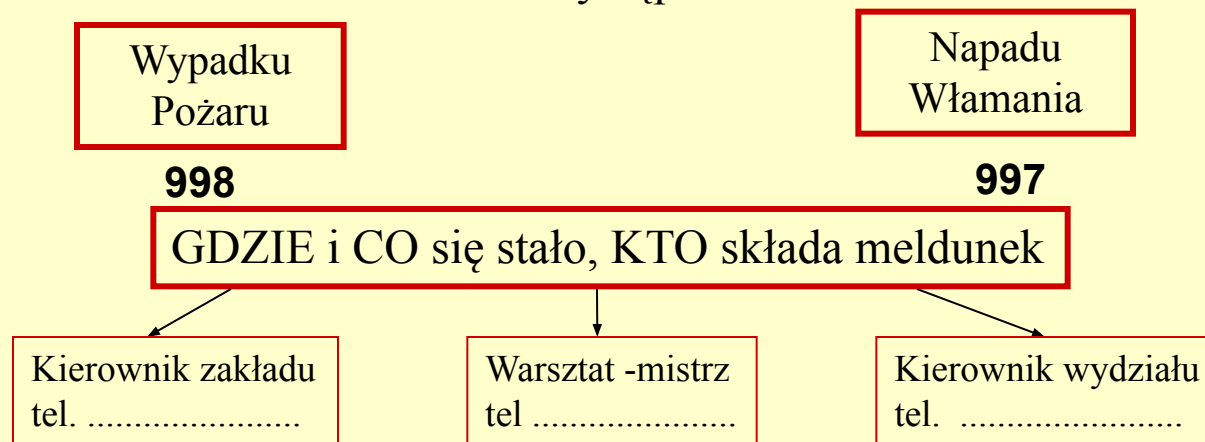 Wypadku
Pożaru
Napadu
Włamania
998
997
GDZIE i CO się stało, KTO składa meldunek
Kierownik zakładu
tel. ......................
Warsztat -mistrz
tel .....................
Kierownik wydziału
tel.  .......................